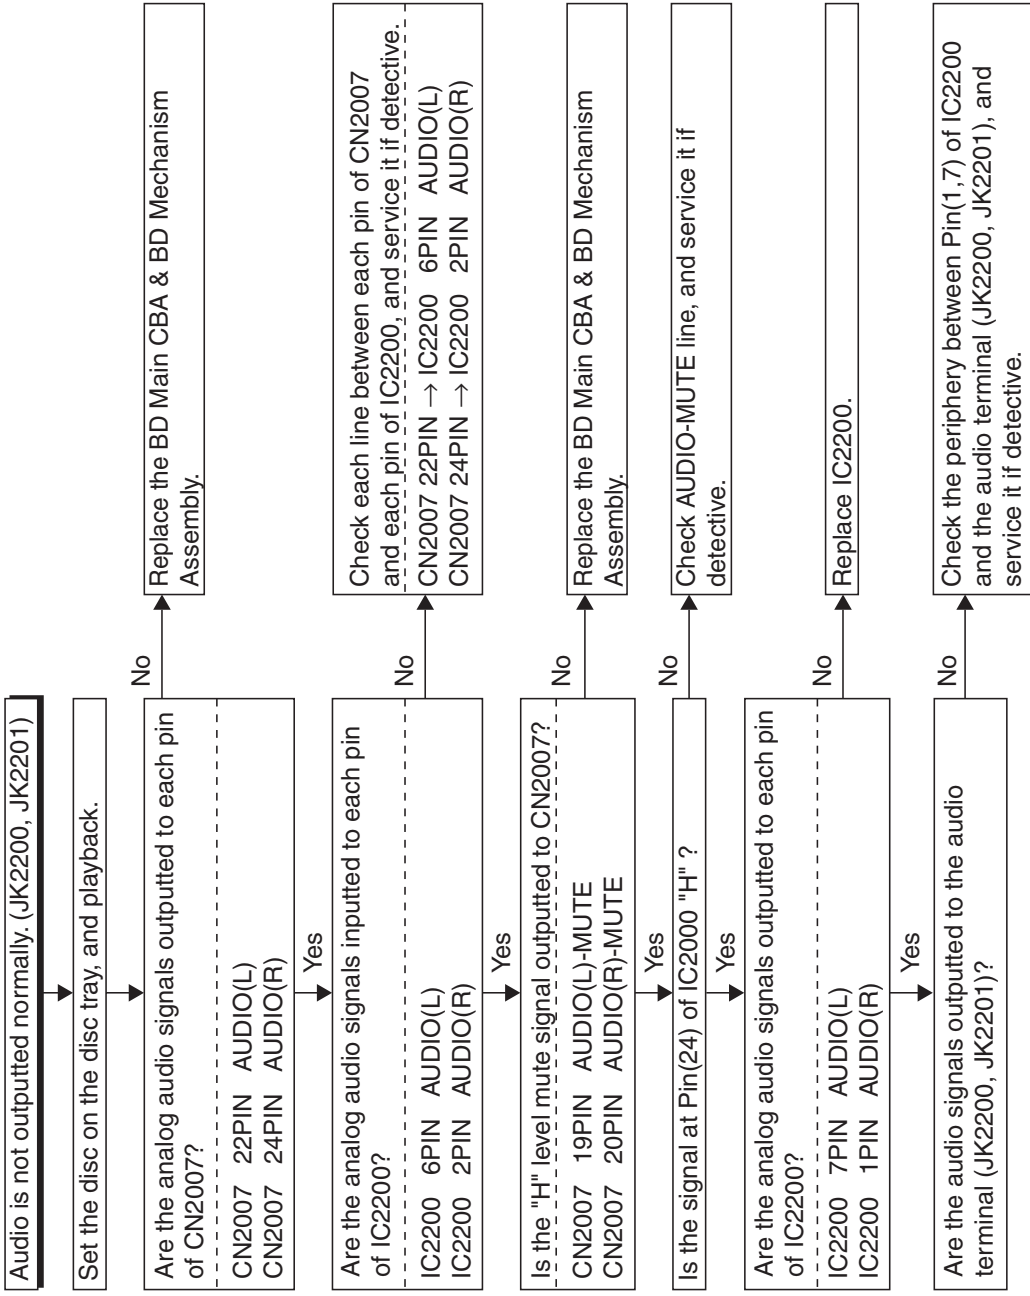 Audio is not outputted normally. (JK2200, JK2201)
Set the disc on the disc tray, and playback.
Are the analog audio signals outputted to each pin
of CN2007?
CN2007 22PIN AUDIO(L)
CN2007 24PIN AUDIO(R)
No
Replace the BD Main CBA & BD Mechanism
Assembly.
Yes
Are the analog audio signals inputted to each pin
of IC2200?
IC2200 6PIN AUDIO(L)
IC2200 2PIN AUDIO(R)
No
Check each line between each pin of CN2007
and each pin of IC2200, and service it if detective.
CN2007 22PIN → IC2200 6PIN AUDIO(L)
CN2007 24PIN → IC2200 2PIN AUDIO(R)
Yes
Is the "H" level mute signal outputted to CN2007?
CN2007 19PIN AUDIO(L)-MUTE
CN2007 20PIN AUDIO(R)-MUTE
No
Replace the BD Main CBA & BD Mechanism
Assembly.
Yes
Is the signal at Pin(24) of IC2000 "H" ?
No
Check AUDIO-MUTE line, and service it if
detective.
Yes
Are the analog audio signals outputted to each pin
of IC2200?
IC2200 7PIN AUDIO(L)
IC2200 1PIN AUDIO(R)
No
Replace IC2200.
Yes
Are the audio signals outputted to the audio
terminal (JK2200, JK2201)?
No
Check the periphery between Pin(1,7) of IC2200
and the audio terminal (JK2200, JK2201), and
service it if detective.